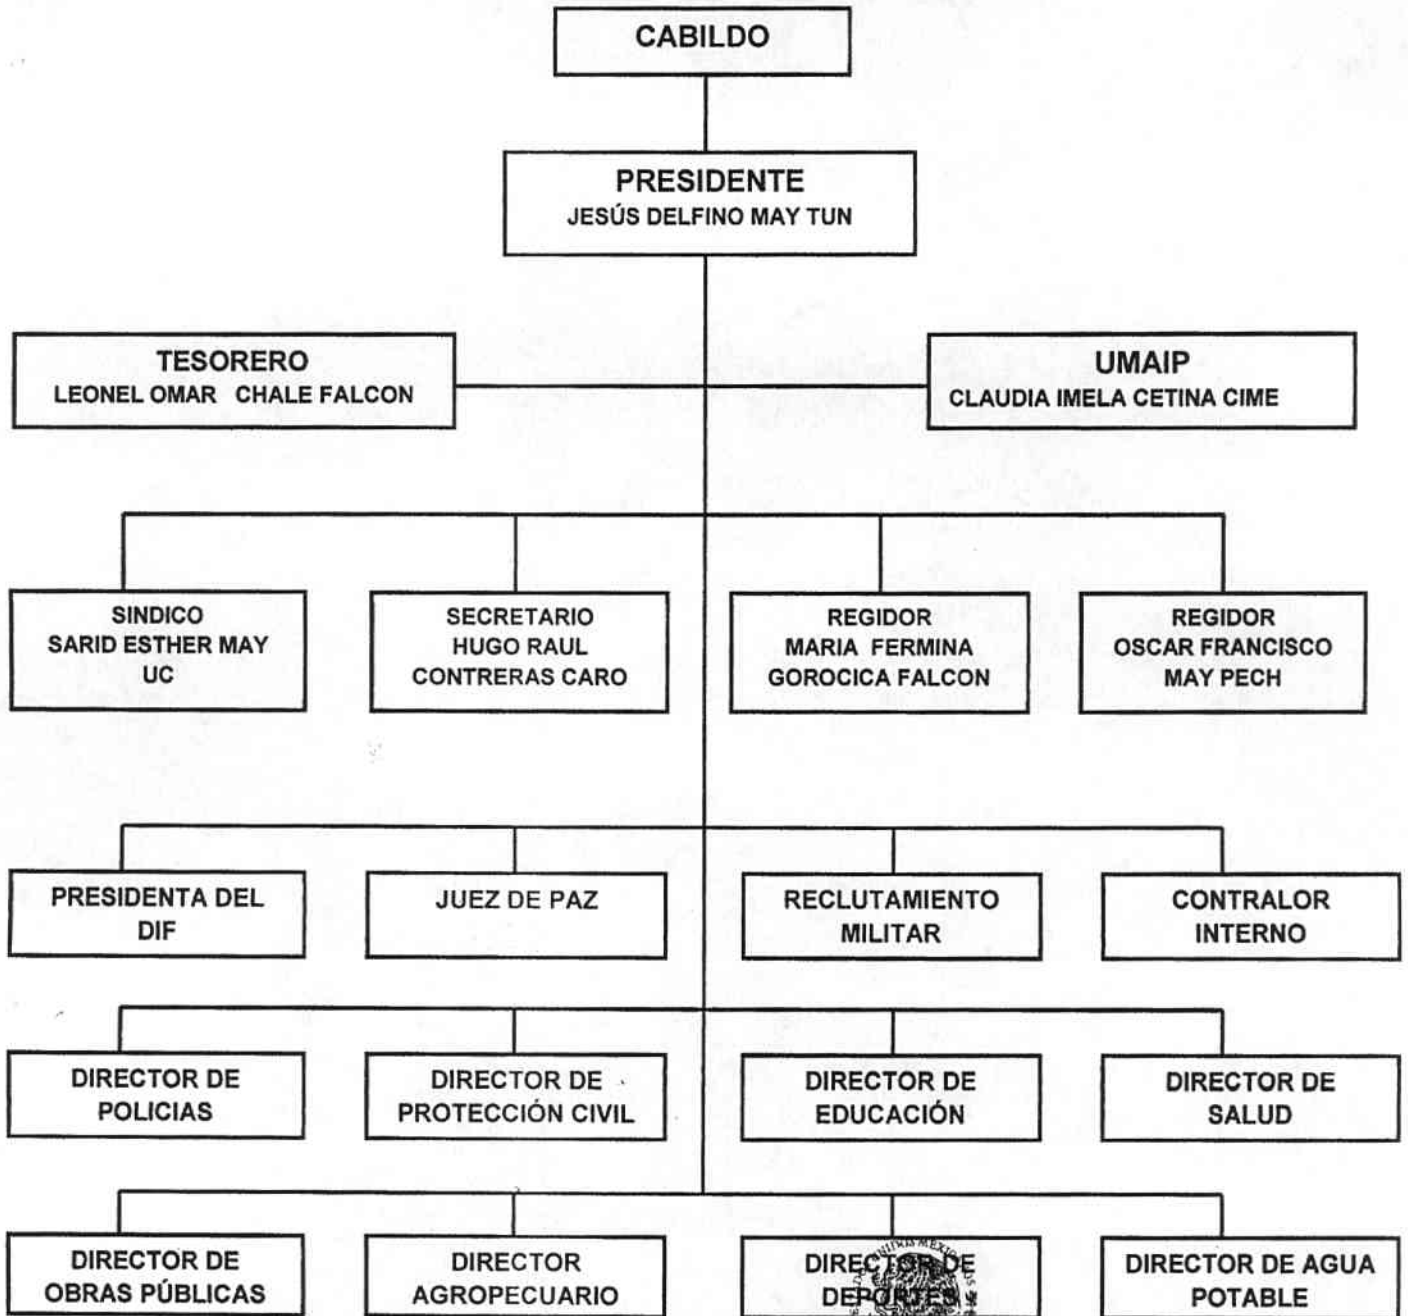 CABILDO
PRESIDENTE
JESÚS DELFINO MAY TUN
TESORERO
LEONEL OMAR CHALE FALCON
UMAIP
CLAUDIA IMELA CETINA CIME
SINDICO
SARID ESTHER MAY
UC
SECRETARIO
HUGO RAUL
CONTRERAS CARO
REGIDOR
MARIA FERMINA
GOROCICA FALCON
REGIDOR
OSCAR FRANCISCO
MAY PECH
PRESIDENTA DEL
DIF
JUEZ DE PAZ
RECLUTAMIENTO
MILITAR
CONTRALOR
INTERNO
DIRECTOR DE
POLICIAS
DIRECTOR DE
PROTECCIÓN CIVIL
DIRECTOR DE
EDUCACIÓN
DIRECTOR DE
SALUD
DIRECTOR DE
OBRAS PÚBLICAS
DIRECTOR
AGROPECUARIO
DIRECTOR DE
DEPORTES
DIRECTOR DE AGUA
POTABLE